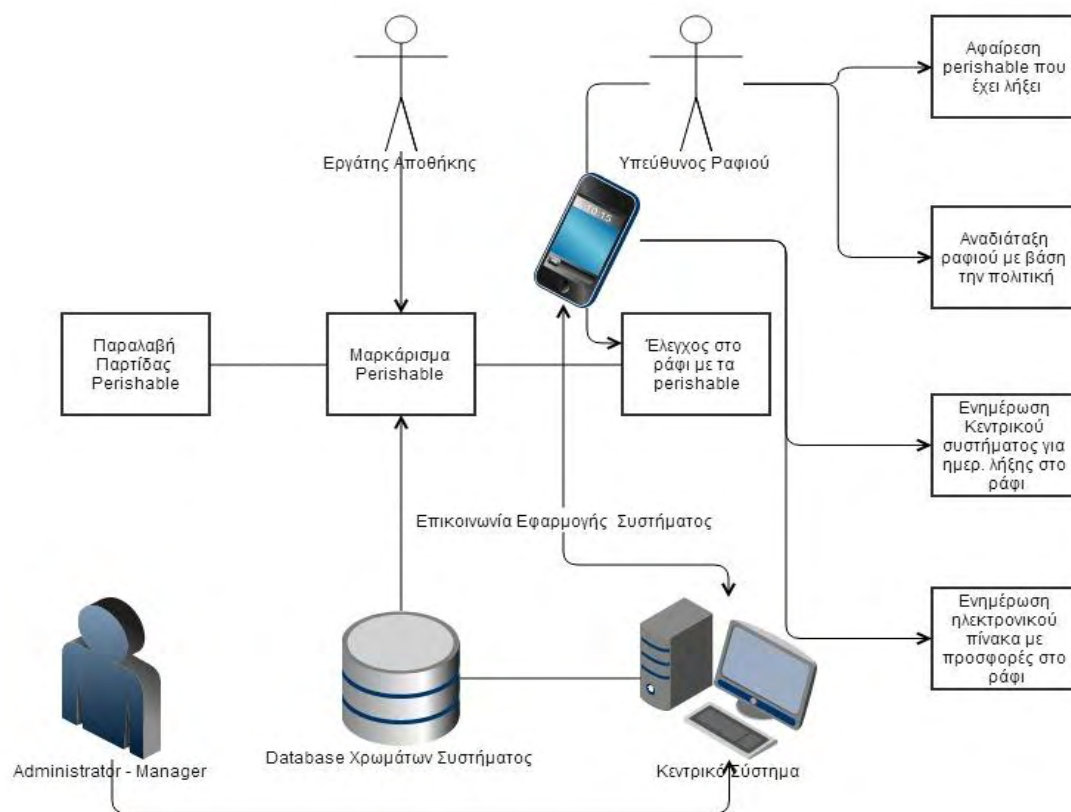 Αφαίρεση
perishable που
έχει λήξει
Εργάτης Αποθήκης
Υπεύθυνος Ραφιού
10:15
Αναδιάταξη
ραφιού με βάση
την πολιτική
Παραλαβή
Παρτίδας
Perishable
Μαρκάρισμα
Perishable
Έλεγχος στο
ράφι με τα
perishable
Ενημέρωση
Κεντρικού
συστήματος για
ημερ. λήξης στο
ράφι
Επικοινωνία Εφαρμογής Συστήματος
Ενημέρωση
ηλεκτρονικού
πίνακα με
προσφορές στο
ράφι
Administrator - Manager
Database Χρωμάτων Συστήματος
Κεντρικό Σύστημα